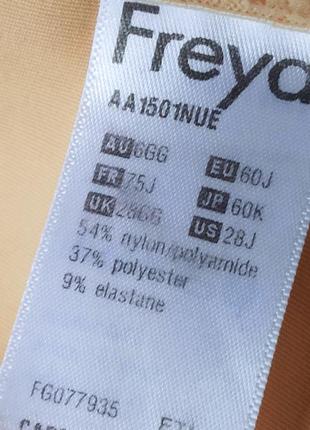 Freya
AA1501NUE
AU 6GG EU 60J
FR 75J JP 60K
UK 28GG US 28J
54% nylon/polyamide
37% polyester
9% elastane
FG077935